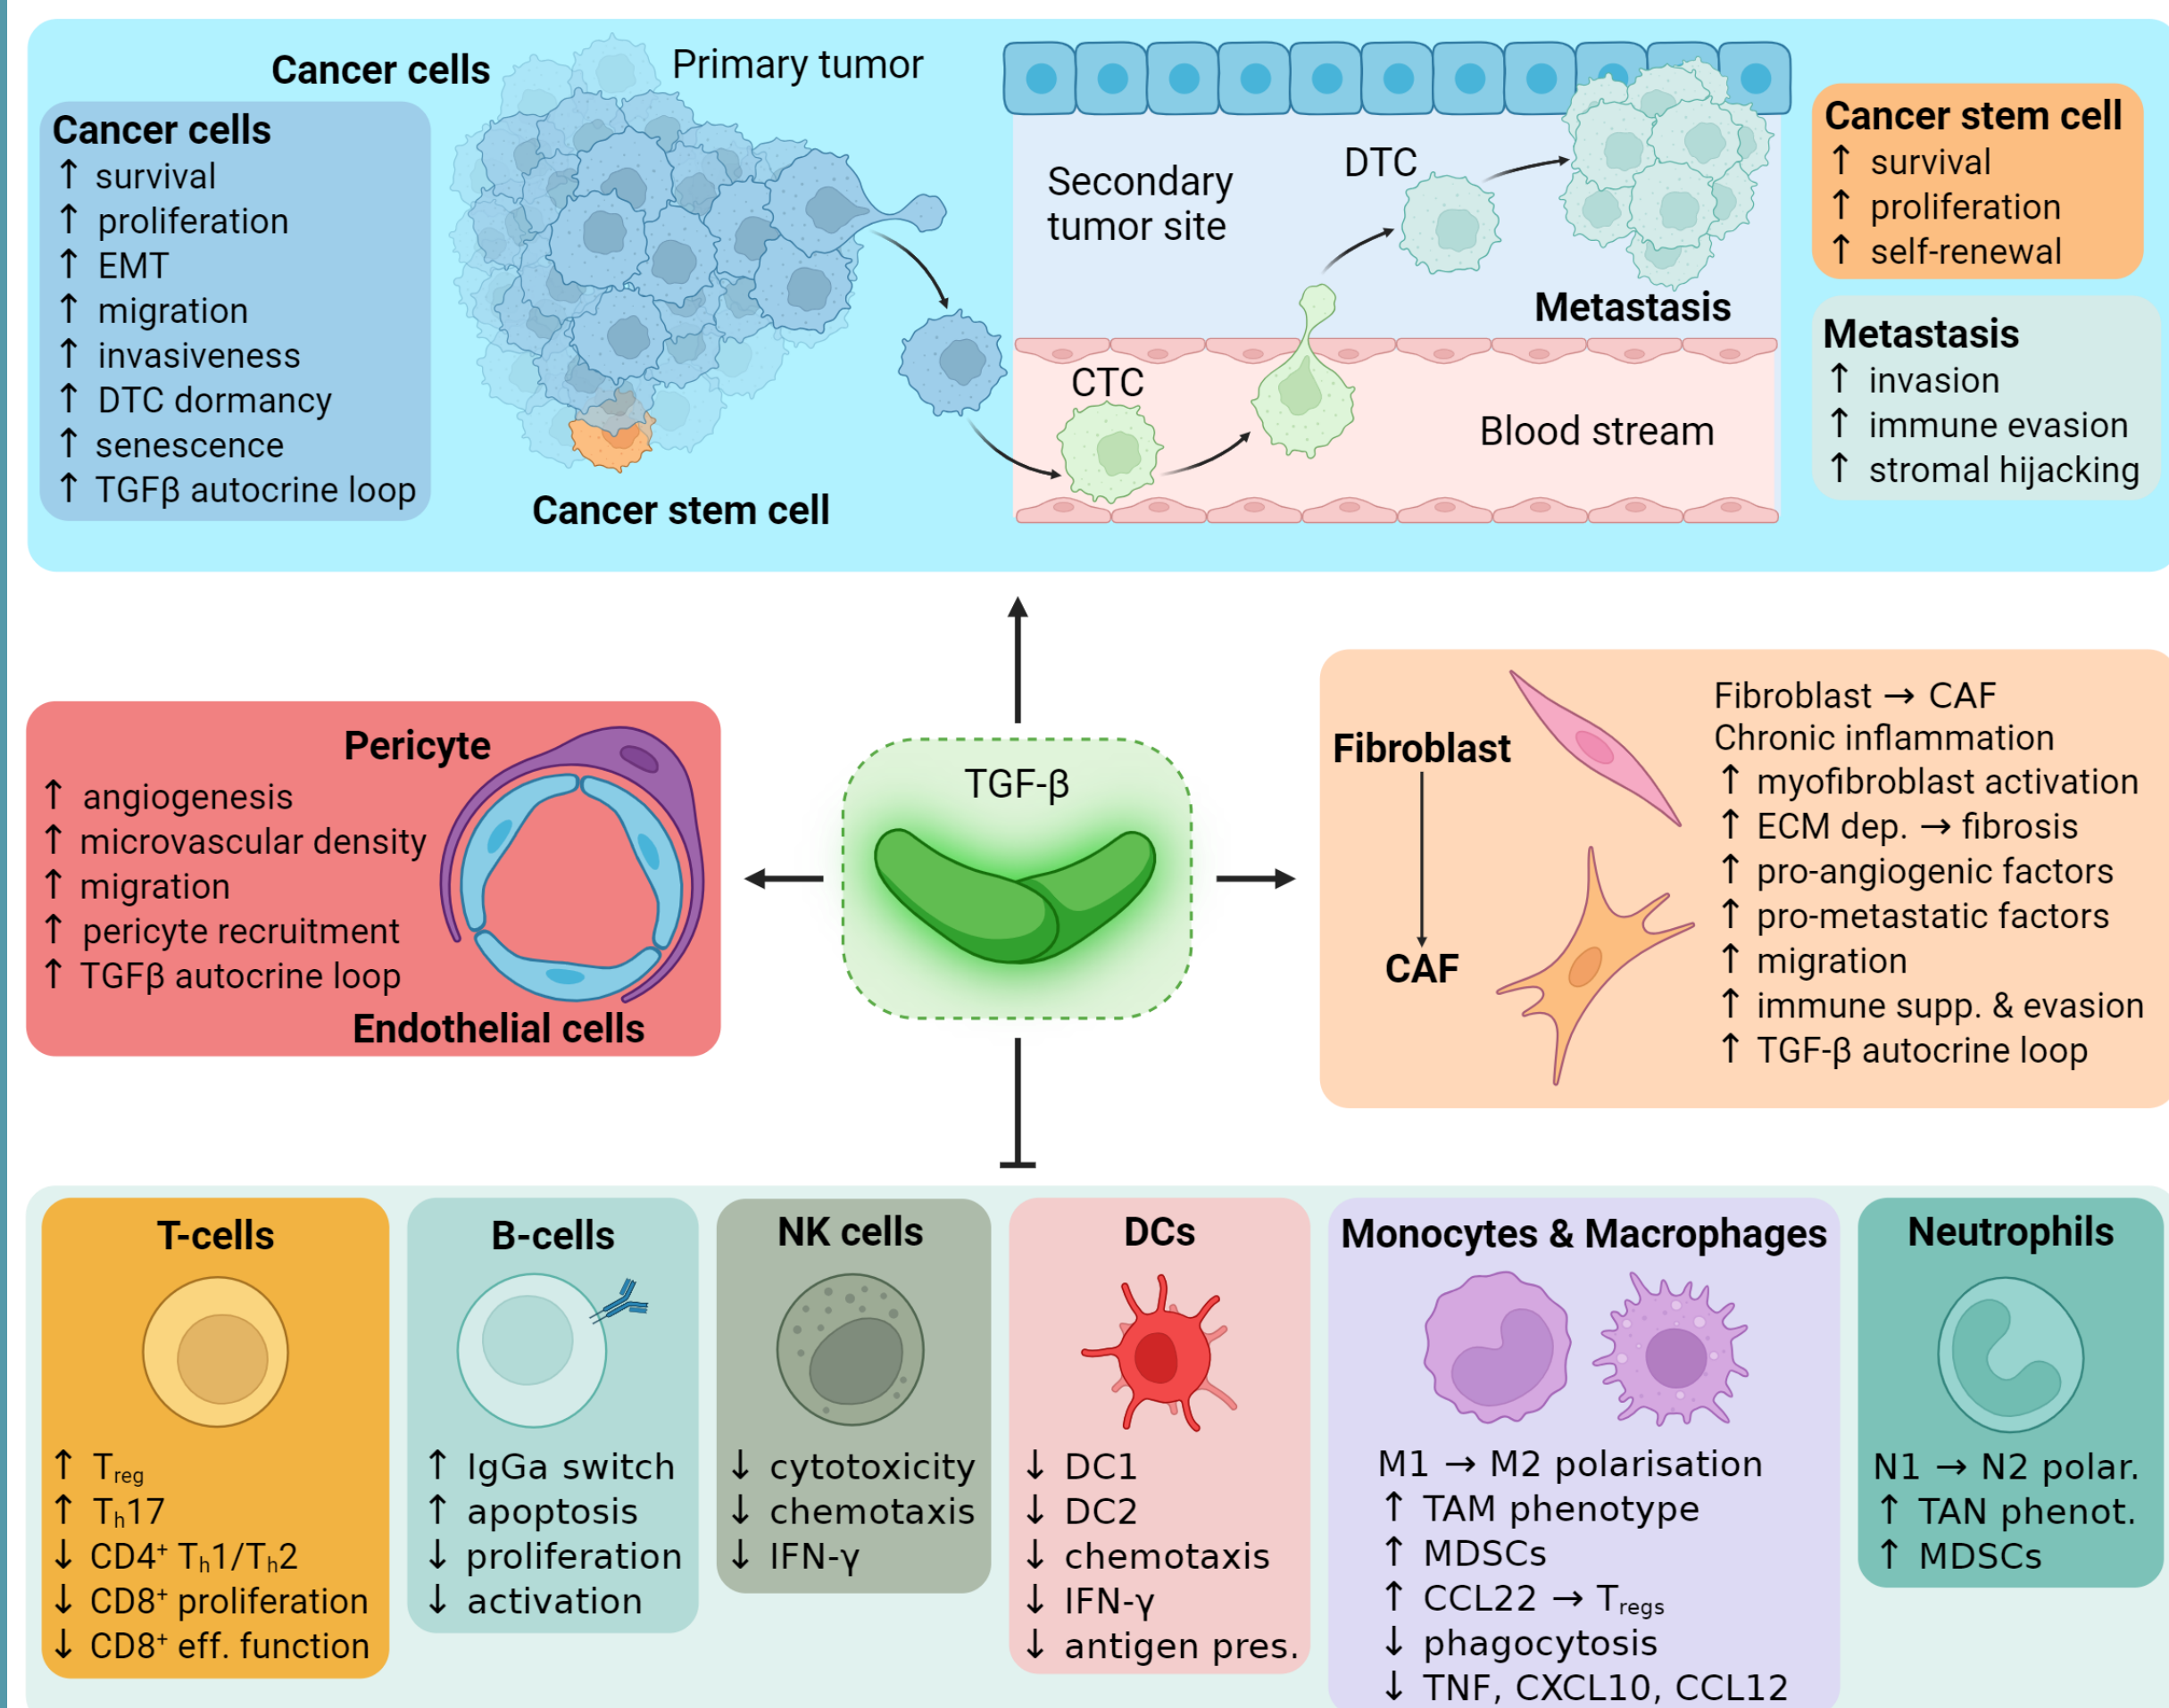 Cancer cells
Primary tumor
Cancer cells
↑ survival
↑ proliferation
↑ EMT
↑ migration
↑ invasiveness
↑ DTC dormancy
↑ senescence
↑ TGFβ autocrine loop
Cancer stem cell
Secondary
tumor site
DTC
Metastasis
CTC
Blood stream
Cancer stem cell
↑ survival
↑ proliferation
↑ self-renewal
Metastasis
↑ invasion
↑ immune evasion
↑ stromal hijacking
Pericyte
↑ angiogenesis
↑ microvascular density
↑ migration
↑ pericyte recruitment
↑ TGFβ autocrine loop
Endothelial cells
TGF-β
Fibroblast
CAF
Fibroblast → CAF
Chronic inflammation
↑ myofibroblast activation
↑ ECM dep. → fibrosis
↑ pro-angiogenic factors
↑ pro-metastatic factors
↑ migration
↑ immune supp. & evasion
↑ TGF-β autocrine loop
T-cells
↑ Treg
↑ Th17
↓ CD4⁺ Th1/Th2
↓ CD8⁺ proliferation
↓ CD8⁺ eff. function
B-cells
↑ IgGa switch
↑ apoptosis
↓ proliferation
↓ activation
NK cells
↓ cytotoxicity
↓ chemotaxis
↓ IFN-γ
DCs
↓ DC1
↓ DC2
↓ chemotaxis
↓ IFN-γ
↓ antigen pres.
Monocytes & Macrophages
M1 → M2 polarisation
↑ TAM phenotype
↑ MDSCs
↑ CCL22 → Tregs
↓ phagocytosis
↓ TNF, CXCL10, CCL12
Neutrophils
N1 → N2 polar.
↑ TAN phenot.
↑ MDSCs